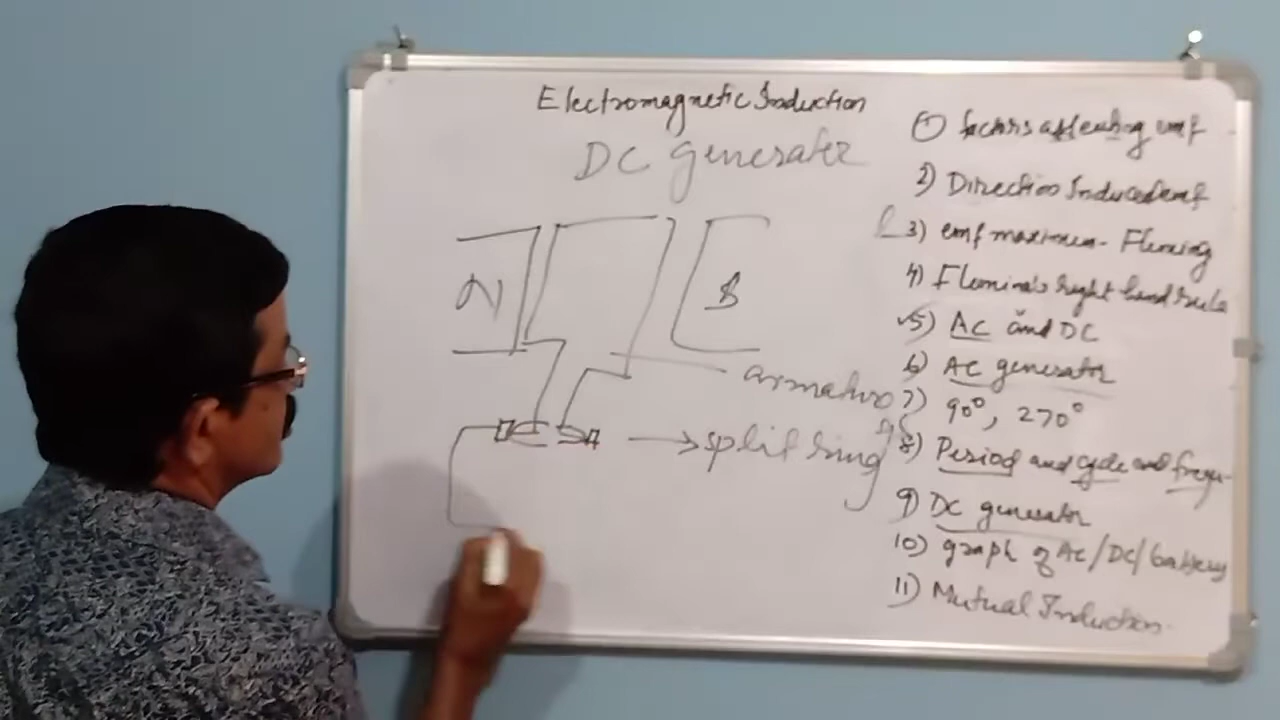 Electromagnetic Induction
DC generator
N
S
armature
split rings
1) factors affecting emf
2) Direction Induced emf
3) emf maximum - Fleming
4) Fleming's right hand rule
5) AC and DC
6) AC generator
7) 90°, 270°
8) Period and cycle and frequ-
9) DC generator
10) graph of AC/DC/battery
11) Mutual Induction.